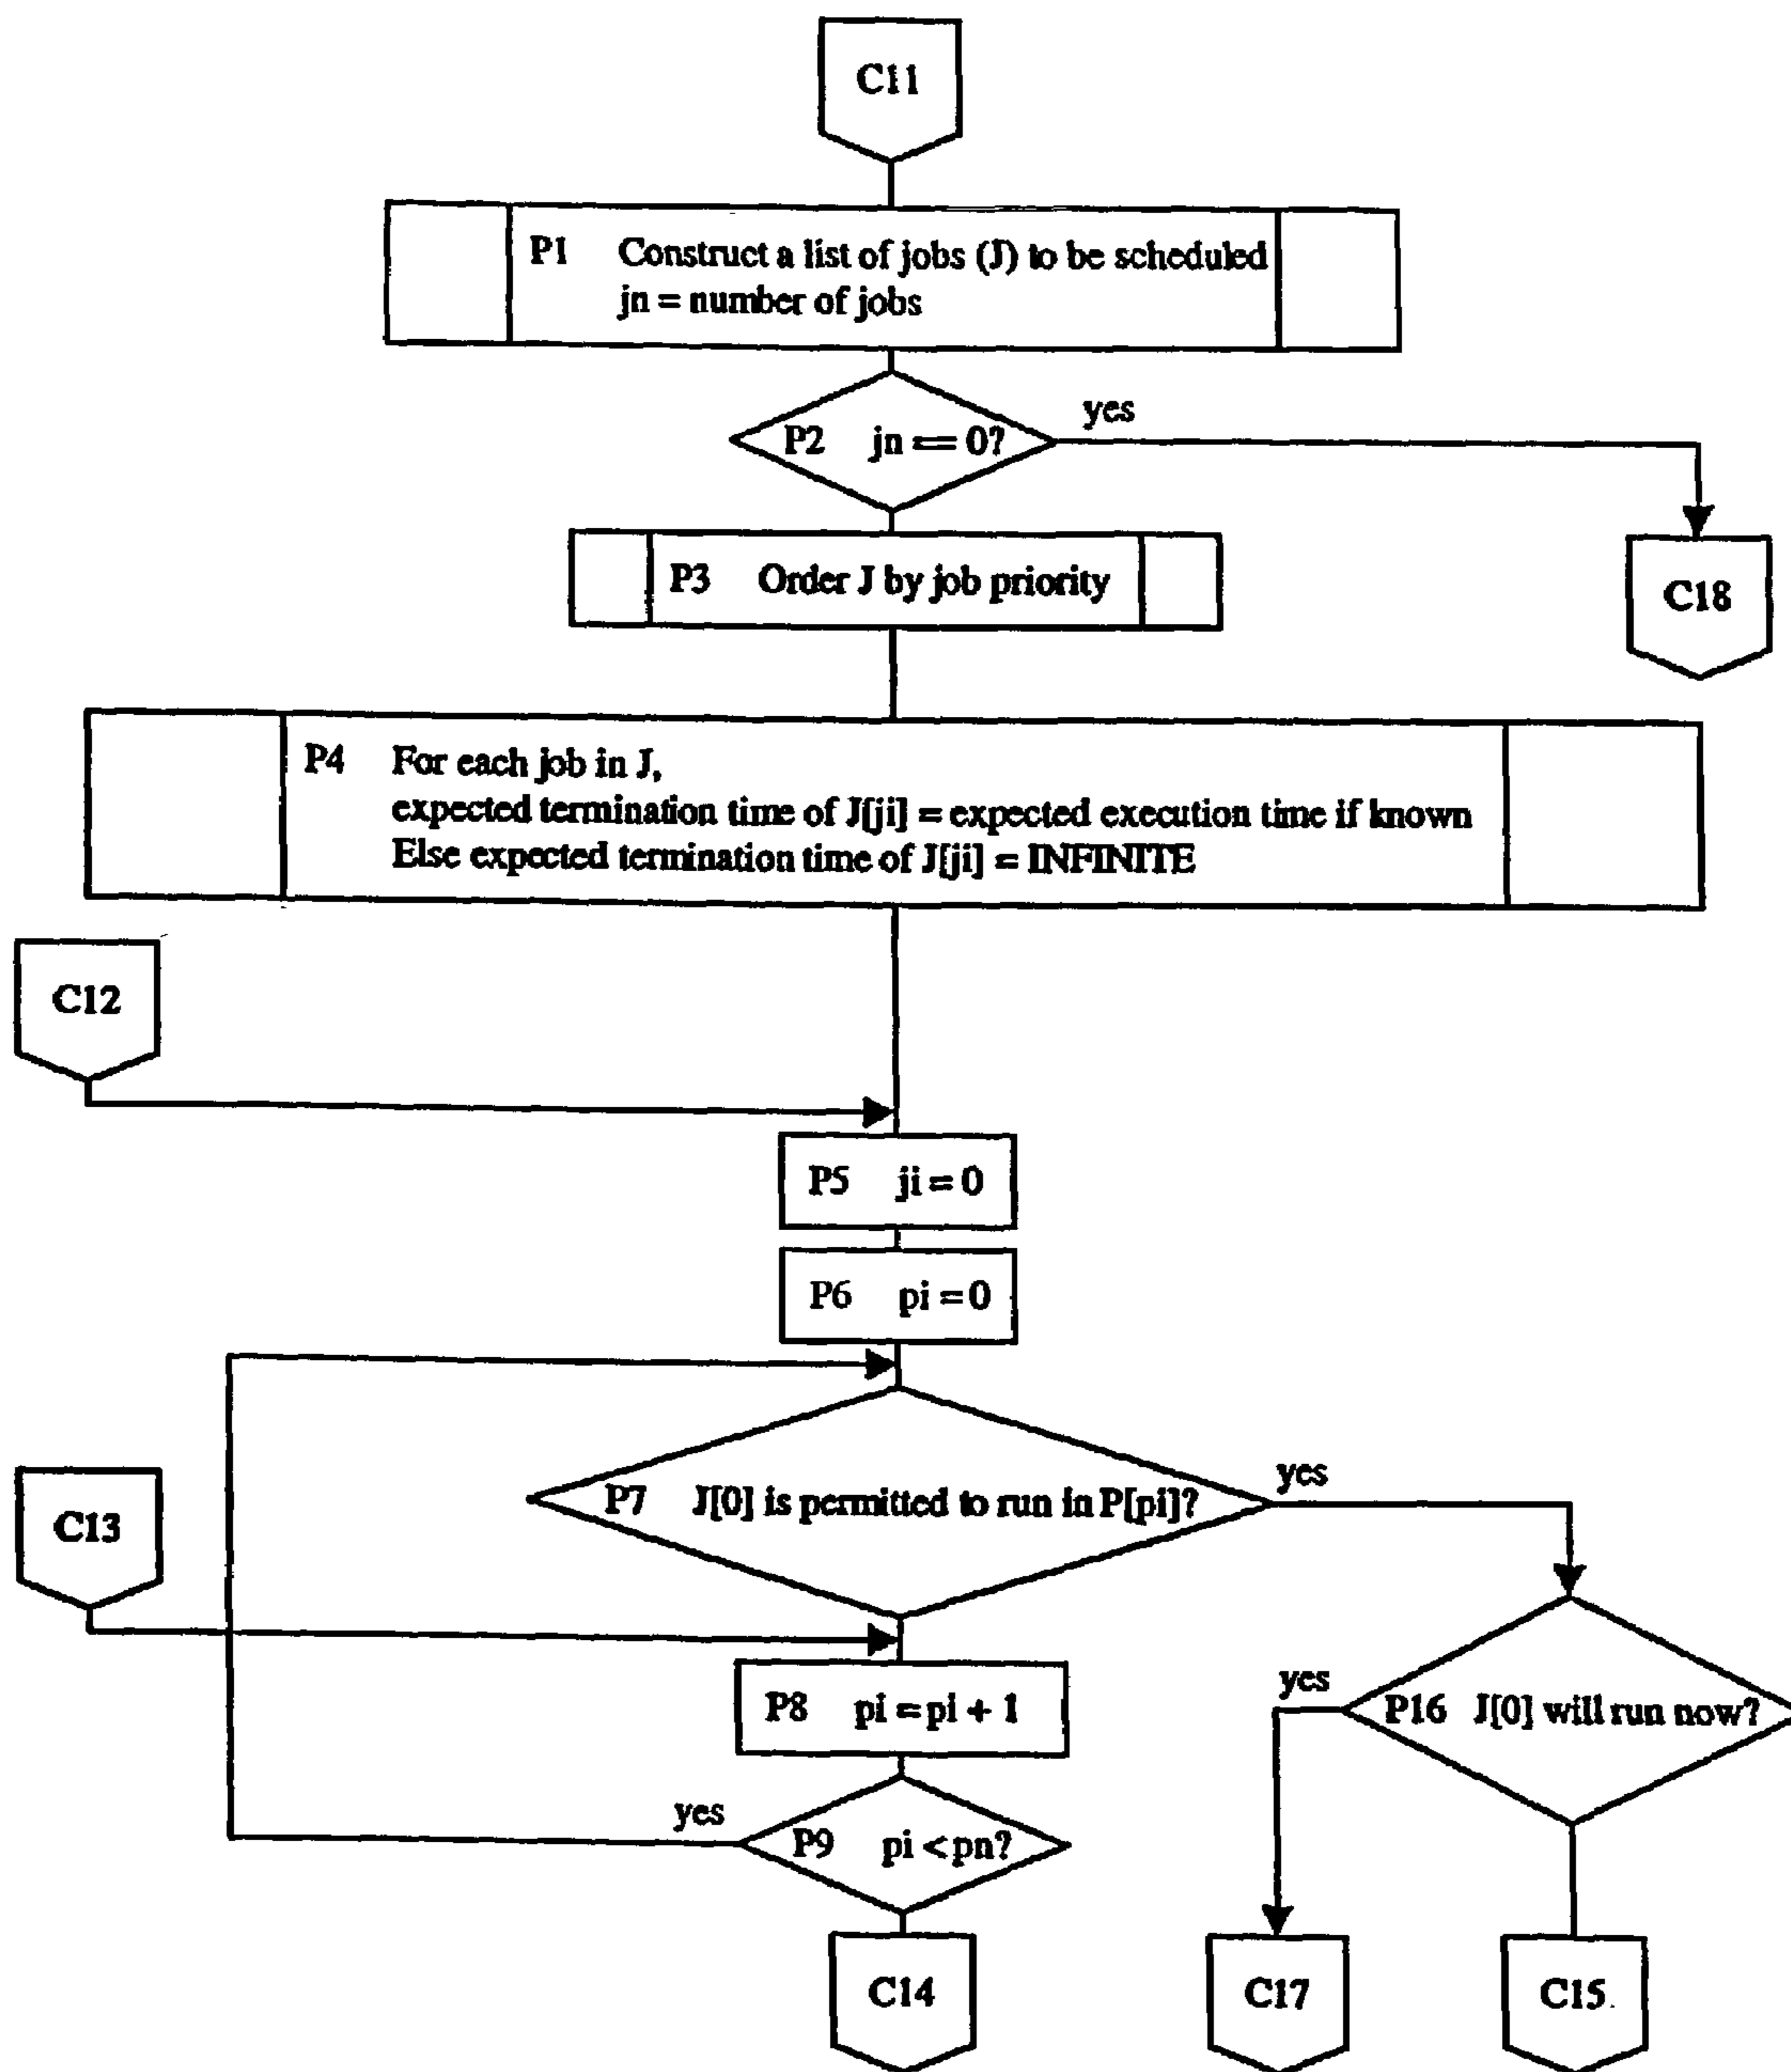 C11
P1 Construct a list of jobs (J) to be scheduled
jn = number of jobs
P2 jn == 0?
yes
P3 Order J by job priority
C18
P4 For each job in J,
expected termination time of J[ji] = expected execution time if known
Else expected termination time of J[ji] = INFINITE
C12
P5 ji = 0
P6 pi = 0
P7 J[0] is permitted to run in P[pi]?
yes
C13
P8 pi = pi + 1
yes
P16 J[0] will run now?
yes
P9 pi < pn?
C14
C17
C15